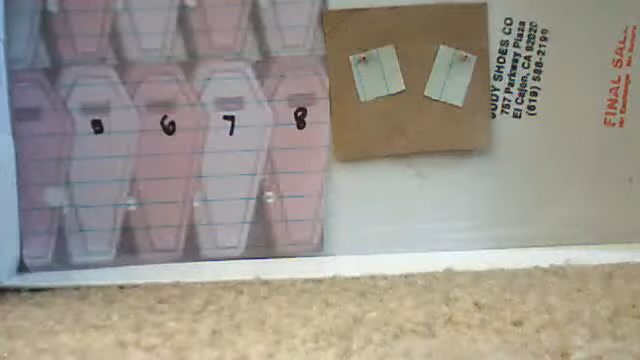 5 6 7 8
JUDY SHOES CO
757 Parkway Plaza
El Cajon, CA 92020
(619) 588-2199
FINAL SALE